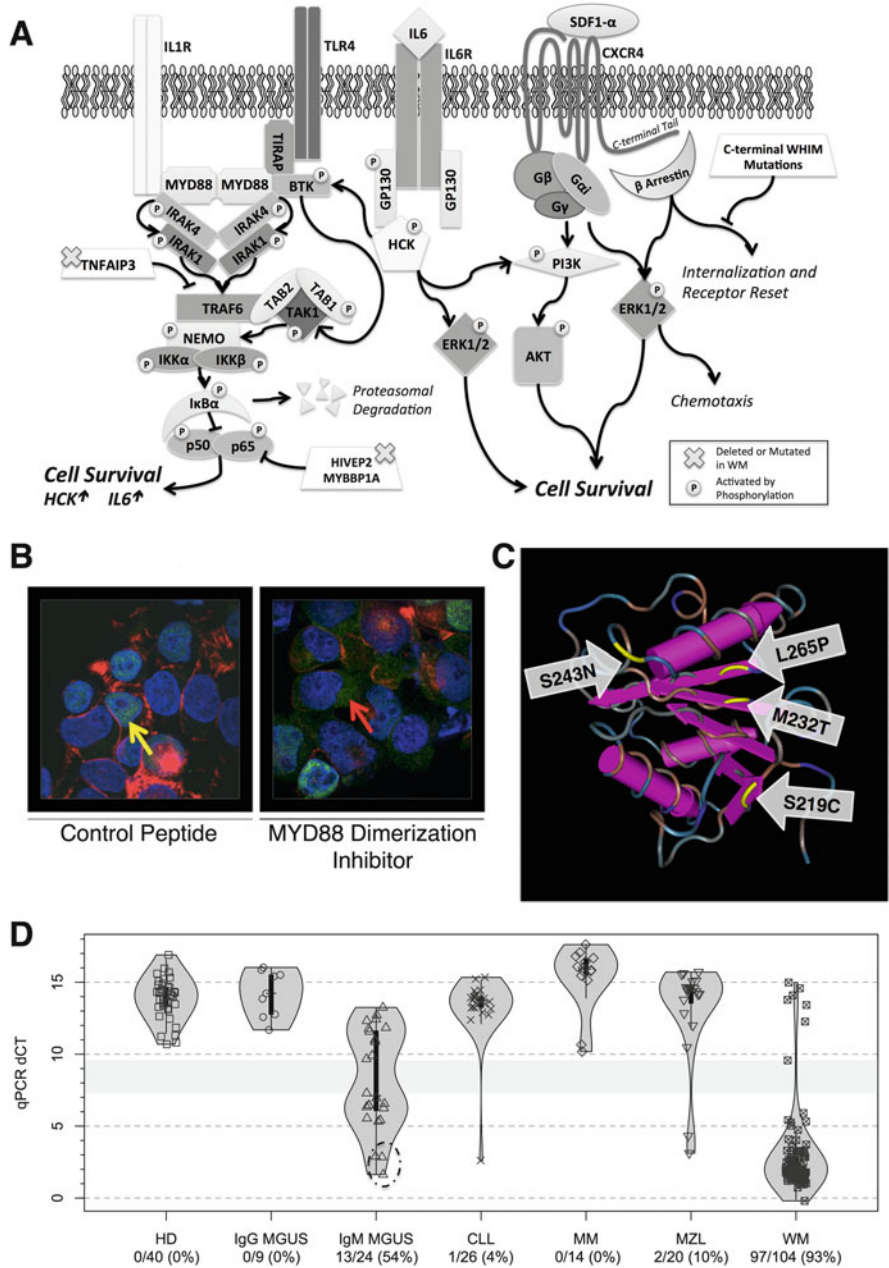 A
IL1R
TLR4
IL6
IL6R
SDF1-α
CXCR4
C-terminal Tail
TIRAP
MYD88
MYD88
BTK
P
IRAK4
IRAK4
P
P
IRAK1
IRAK1
P
P
TNFAIP3
TRAF6
TAB2
TAB1
P
TAK1
P
P
NEMO
P
IKKα
IKKβ
P
IκBα
P
Proteasomal
Degradation
P
p50
p65
P
HIVEP2
MYBBP1A
Cell Survival
HCK↑ IL6↑
P
GP130
GP130
P
HCK
P
Gβ
Gαi
Gγ
β Arrestin
C-terminal WHIM
Mutations
P
PI3K
Internalization and
Receptor Reset
ERK1/2
P
ERK1/2
P
AKT
P
Chemotaxis
Cell Survival
Deleted or Mutated
in WM
P
Activated by
Phosphorylation
B
Control Peptide
MYD88 Dimerization
Inhibitor
C
S243N
L265P
M232T
S219C
D
qPCR dCT
15
10
5
0
HD
0/40 (0%)
IgG MGUS
0/9 (0%)
IgM MGUS
13/24 (54%)
CLL
1/26 (4%)
MM
0/14 (0%)
MZL
2/20 (10%)
WM
97/104 (93%)